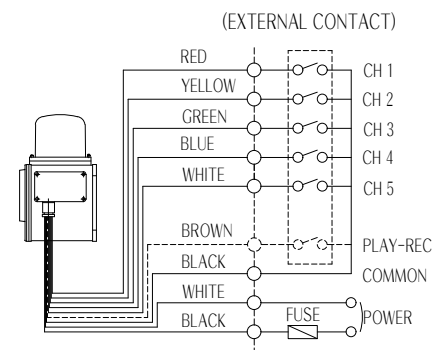 (EXTERNAL CONTACT)
RED
CH 1
YELLOW
CH 2
GREEN
CH 3
BLUE
CH 4
WHITE
CH 5
BROWN
PLAY-REC
BLACK
COMMON
WHITE
FUSE
POWER
BLACK